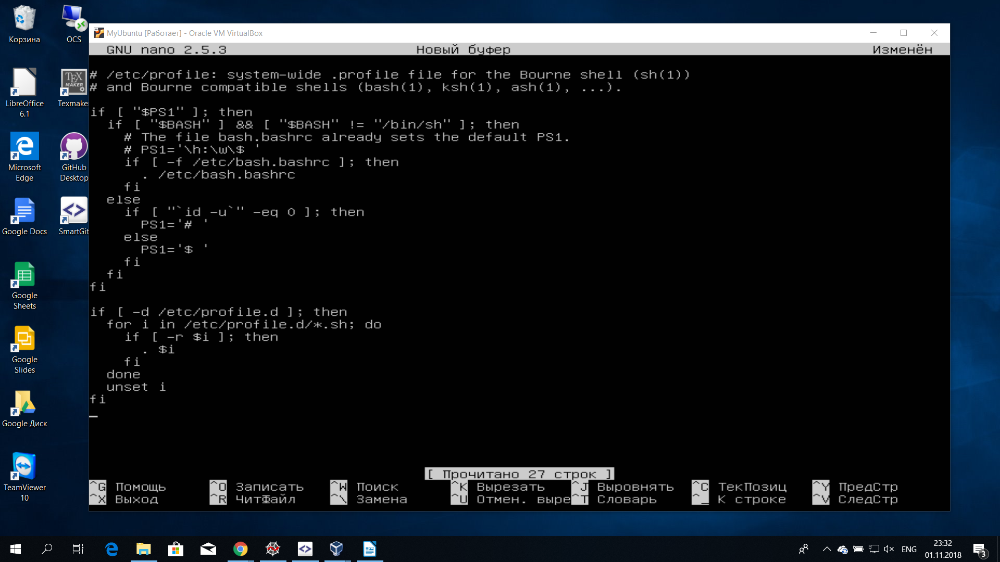 Корзина
OCS
LibreOffice
6.1
Texmaker
Microsoft
Edge
GitHub
Desktop
Google Docs
SmartGit
Google
Sheets
Google
Slides
Google Диск
TeamViewer
10
MyUbuntu [Работает] - Oracle VM VirtualBox
GNU nano 2.5.3 Новый буфер Изменён
# /etc/profile: system-wide .profile file for the Bourne shell (sh(1))
# and Bourne compatible shells (bash(1), ksh(1), ash(1), ...).
if [ "$PS1" ]; then
  if [ "$BASH" ] && [ "$BASH" != "/bin/sh" ]; then
    # The file bash.bashrc already sets the default PS1.
    # PS1='\h:\w\$ '
    if [ -f /etc/bash.bashrc ]; then
      . /etc/bash.bashrc
    fi
  else
    if [ "`id -u`" -eq 0 ]; then
      PS1='# '
    else
      PS1='$ '
    fi
  fi
fi
if [ -d /etc/profile.d ]; then
  for i in /etc/profile.d/*.sh; do
    if [ -r $i ]; then
      . $i
    fi
  done
  unset i
fi
[ Прочитано 27 строк ]
^G Помощь ^O Записать ^W Поиск ^K Вырезать ^J Выровнять ^C ТекПозиц ^Y ПредСтр
^X Выход ^R ЧитФайл ^\ Замена ^U Отмен. выре ^T Словарь ^_ К строке ^V СледСтр
ENG
23:32
01.11.2018
3